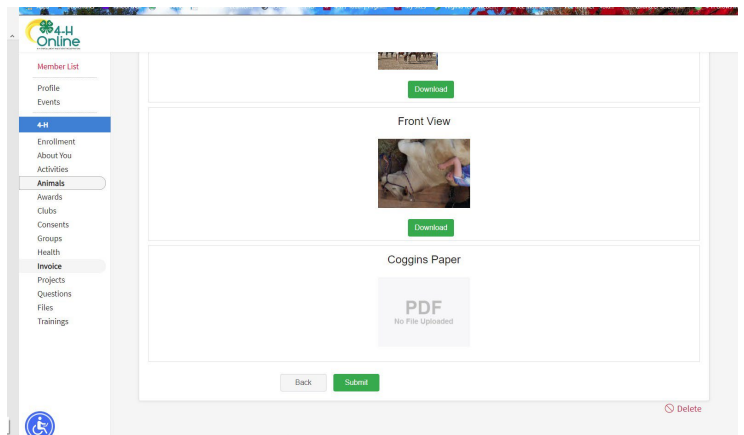 4-H
Online
Member List
Profile
Events
4-H
Enrollment
About You
Activities
Animals
Awards
Clubs
Consents
Groups
Health
Invoice
Projects
Questions
Files
Trainings
Download
Front View
Download
Coggins Paper
PDF
No File Uploaded
Back
Submit
Delete